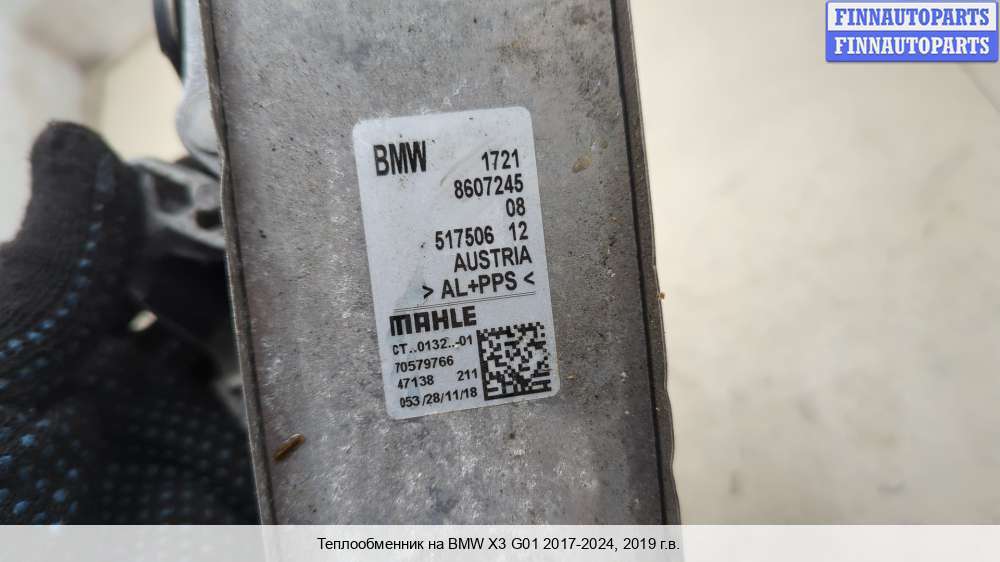 FINNAUTOPARTS
FINNAUTOPARTS
BMW 1721
8607245
08
517506 12
AUSTRIA
> AL+PPS <
MAHLE
CT..0132..-01
70579766
47138 211
053 /28/11/18
Теплообменник на BMW X3 G01 2017-2024, 2019 г.в.